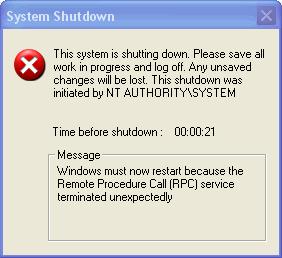 System Shutdown
This system is shutting down. Please save all
work in progress and log off. Any unsaved
changes will be lost. This shutdown was
initiated by NT AUTHORITY\SYSTEM
Time before shutdown : 00:00:21
Message
Windows must now restart because the
Remote Procedure Call (RPC) service
terminated unexpectedly